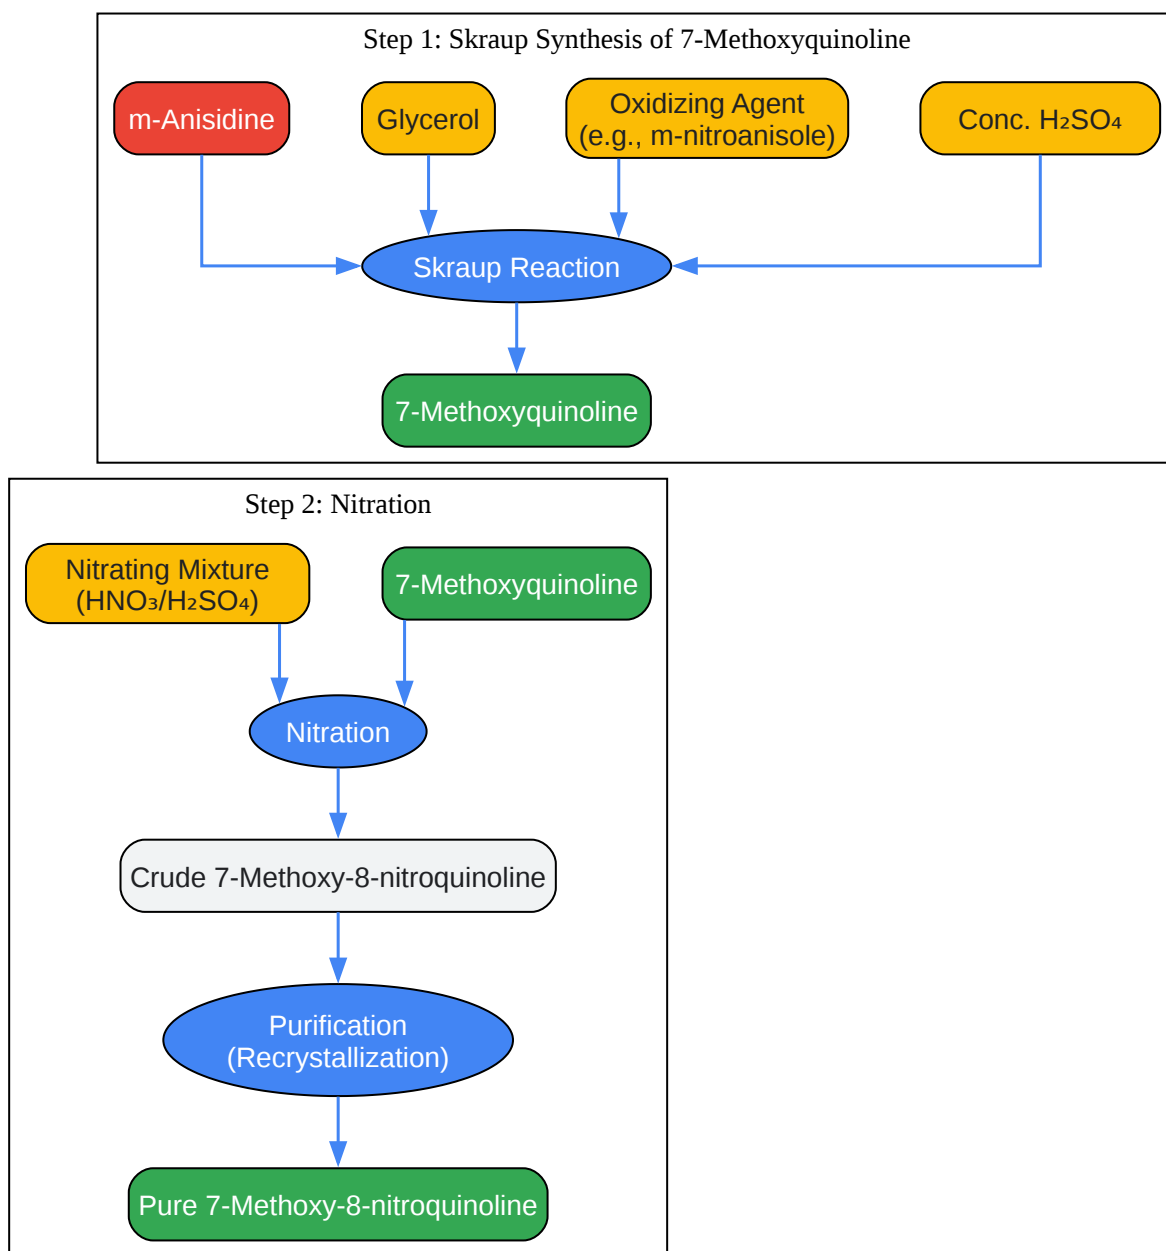 Step 1: Skraup Synthesis of 7-Methoxyquinoline
m-Anisidine
Glycerol
Oxidizing Agent
(e.g., m-nitroanisole)
Conc. H₂SO₄
Skraup Reaction
7-Methoxyquinoline
Step 2: Nitration
Nitrating Mixture
(HNO₃/H₂SO₄)
7-Methoxyquinoline
Nitration
Crude 7-Methoxy-8-nitroquinoline
Purification
(Recrystallization)
Pure 7-Methoxy-8-nitroquinoline